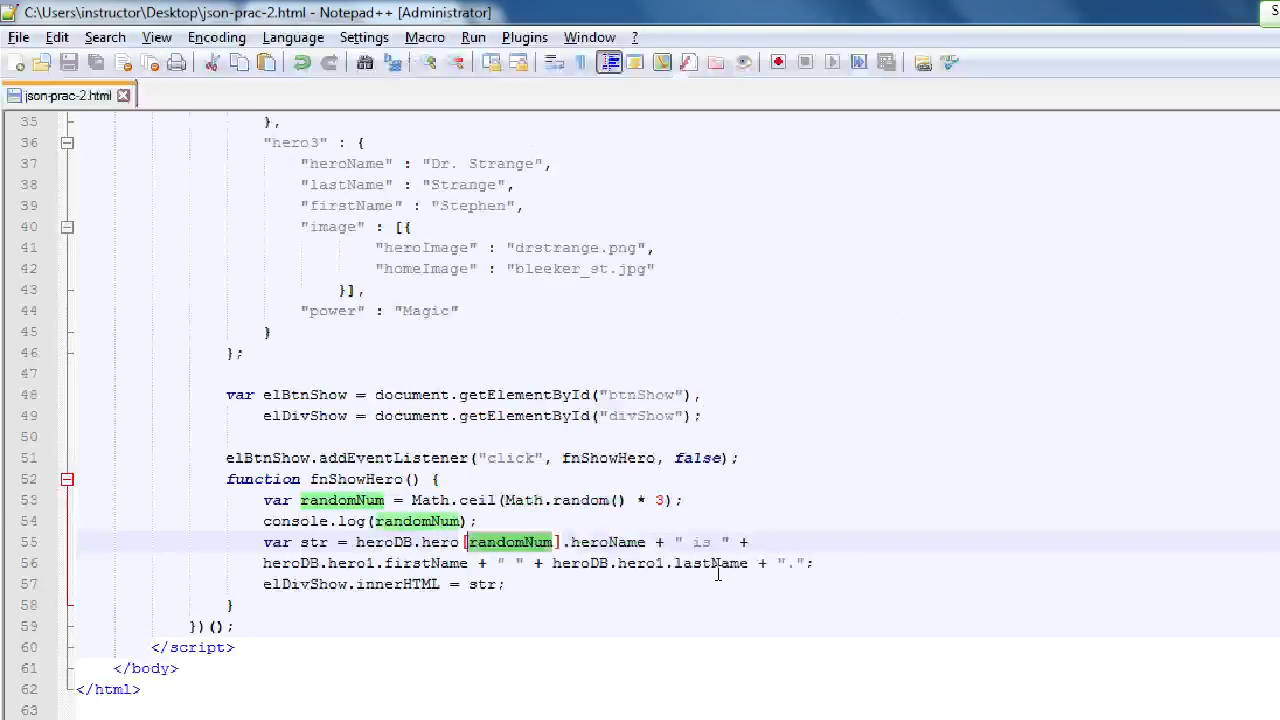 C:\Users\instructor\Desktop\json-prac-2.html - Notepad++ [Administrator]
S
File Edit Search View Encoding Language Settings Macro Run Plugins Window ?
json-prac-2.html
35 },
36 "hero3" : {
37 "heroName" : "Dr. Strange",
38 "lastName" : "Strange",
39 "firstName" : "Stephen",
40 "image" : [{
41 "heroImage" : "drstrange.png",
42 "homeImage" : "bleeker_st.jpg"
43 }],
44 "power" : "Magic"
45 }
46 };
47
48 var elBtnShow = document.getElementById("btnShow"),
49 elDivShow = document.getElementById("divShow");
50
51 elBtnShow.addEventListener("click", fnShowHero, false);
52 function fnShowHero() {
53 var randomNum = Math.ceil(Math.random() * 3);
54 console.log(randomNum);
55 var str = heroDB.hero[randomNum].heroName + " is " +
56 heroDB.hero1.firstName + " " + heroDB.hero1.lastName + ".";
57 elDivShow.innerHTML = str;
58 }
59 })();
60 </script>
61 </body>
62 </html>
63